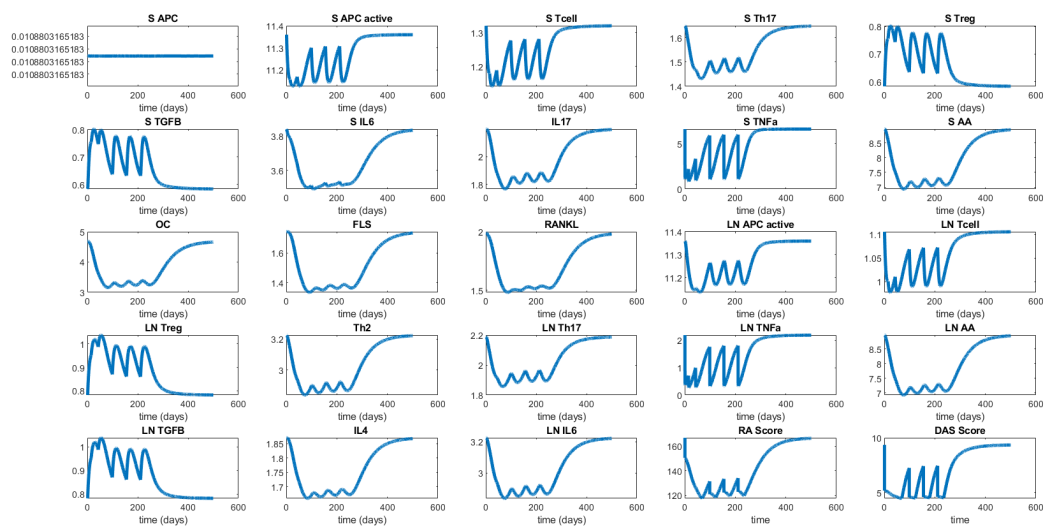 S APC
0.0108803165183
0.0108803165183
0.0108803165183
0.0108803165183
0 200 400 600
time (days)
S APC active
11.4
11.3
11.2
0 200 400 600
time (days)
S Tcell
1.3
1.2
0 200 400 600
time (days)
S Th17
1.6
1.5
1.4
0 200 400 600
time (days)
S Treg
0.8
0.7
0.6
0 200 400 600
time (days)
S TGFB
0.8
0.7
0.6
0 200 400 600
time (days)
S IL6
3.8
3.6
0 200 400 600
time (days)
IL17
2
1.8
0 200 400 600
time (days)
S TNFa
5
0
0 200 400 600
time (days)
S AA
8.5
8
7.5
7
0 200 400 600
time (days)
OC
5
4
3
0 200 400 600
time (days)
FLS
1.6
1.4
0 200 400 600
time (days)
RANKL
2
1.5
0 200 400 600
time (days)
LN APC active
11.4
11.3
11.2
11.1
0 200 400 600
time (days)
LN Tcell
1.1
1.05
1
0 200 400 600
time (days)
LN Treg
1
0.9
0.8
0 200 400 600
time (days)
Th2
3.2
3
0 200 400 600
time (days)
LN Th17
2.2
2
1.8
0 200 400 600
time (days)
LN TNFa
2
1
0
0 200 400 600
time (days)
LN AA
8.5
8
7.5
7
0 200 400 600
time (days)
LN TGFB
1
0.9
0.8
0 200 400 600
time (days)
IL4
1.8
1.7
0 200 400 600
time (days)
LN IL6
3.2
3
0 200 400 600
time (days)
RA Score
160
140
120
0 200 400 600
time
DAS Score
10
5
0 200 400 600
time